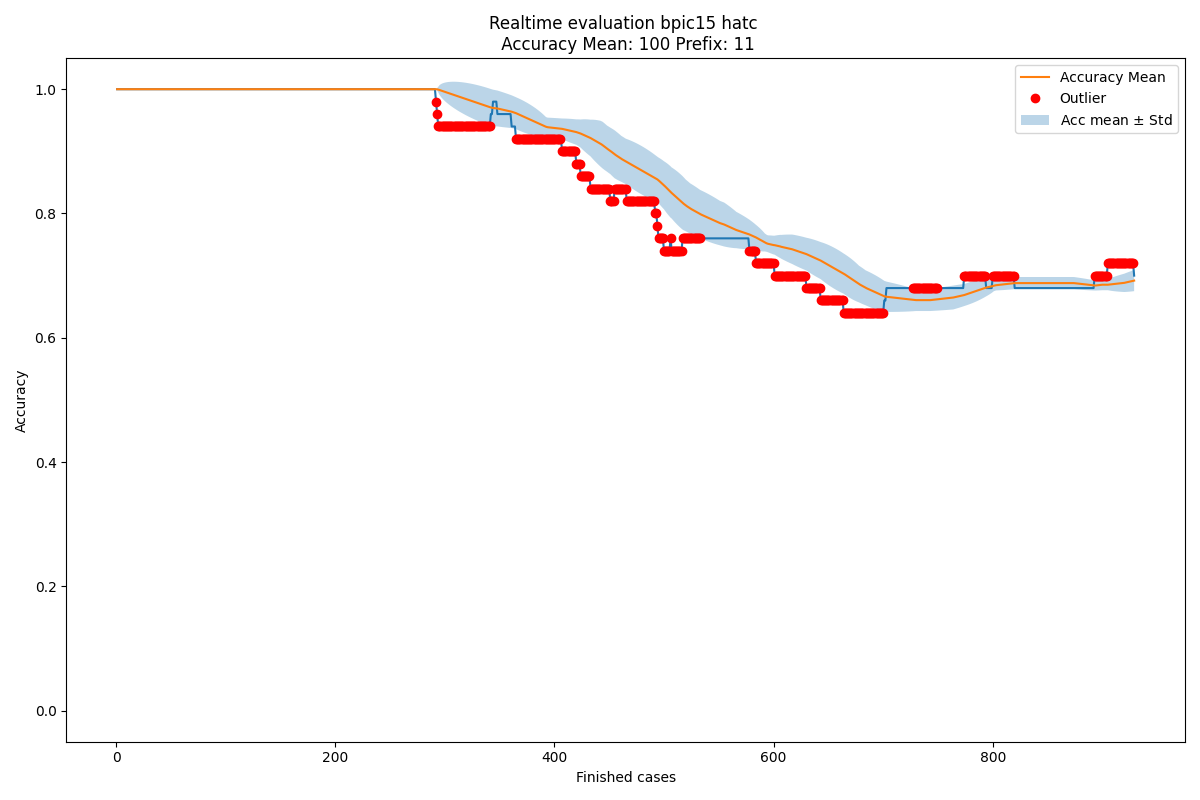 Realtime evaluation bpic15 hatc
Accuracy Mean: 100 Prefix: 11
Accuracy Mean
Outlier
Acc mean ± Std
1.0
0.8
0.6
0.4
0.2
0.0
Accuracy
0
200
400
600
800
Finished cases